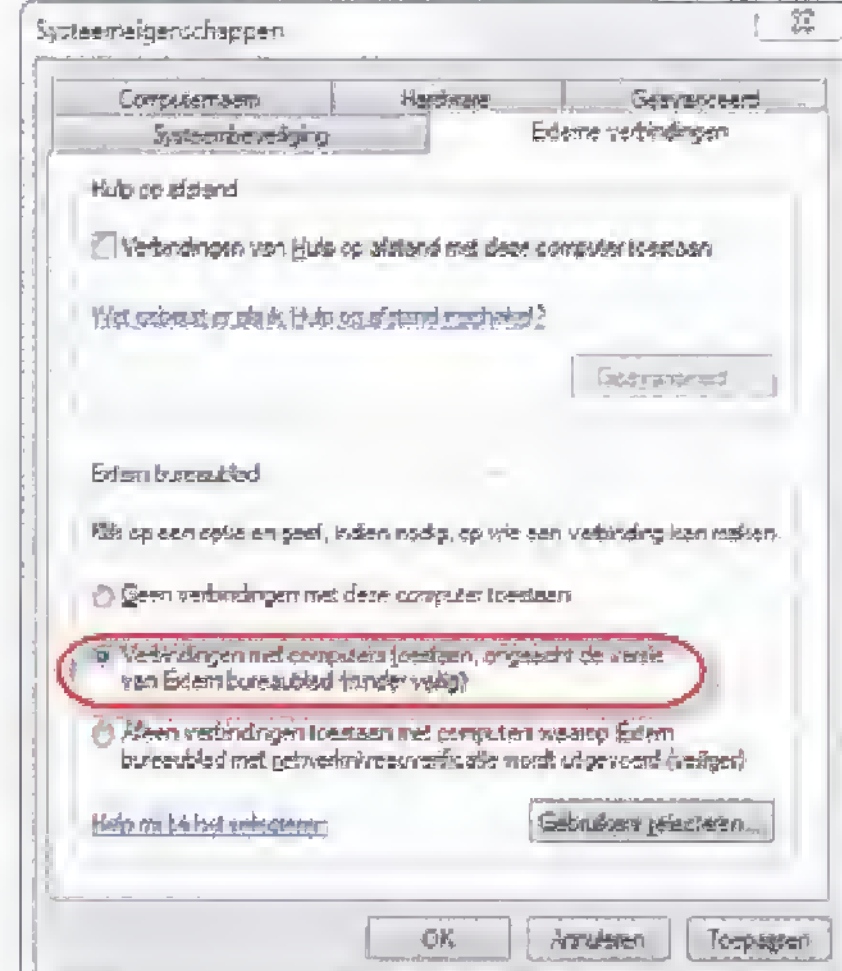 Systeemeigenschappen
Computernaam Hardware Geavanceerd
Systeembeveiliging Externe verbindingen
Hulp op afstand
Verbindingen van Hulp op afstand met deze computer toestaan
Wat gebeurt er als ik Hulp op afstand inschakel?
Geavanceerd...
Extern bureaublad
Klik op een optie en geef, indien nodig, op wie een verbinding kan maken.
Geen verbindingen met deze computer toestaan
Verbindingen met computers toestaan, ongeacht de versie
van Extern bureaublad (minder veilig)
Alleen verbindingen toestaan met computers waarop Extern
bureaublad met netwerkniveauverificatie wordt uitgevoerd (veiliger)
Help mij bij het selecteren
Gebruikers selecteren...
OK Annuleren Toepassen